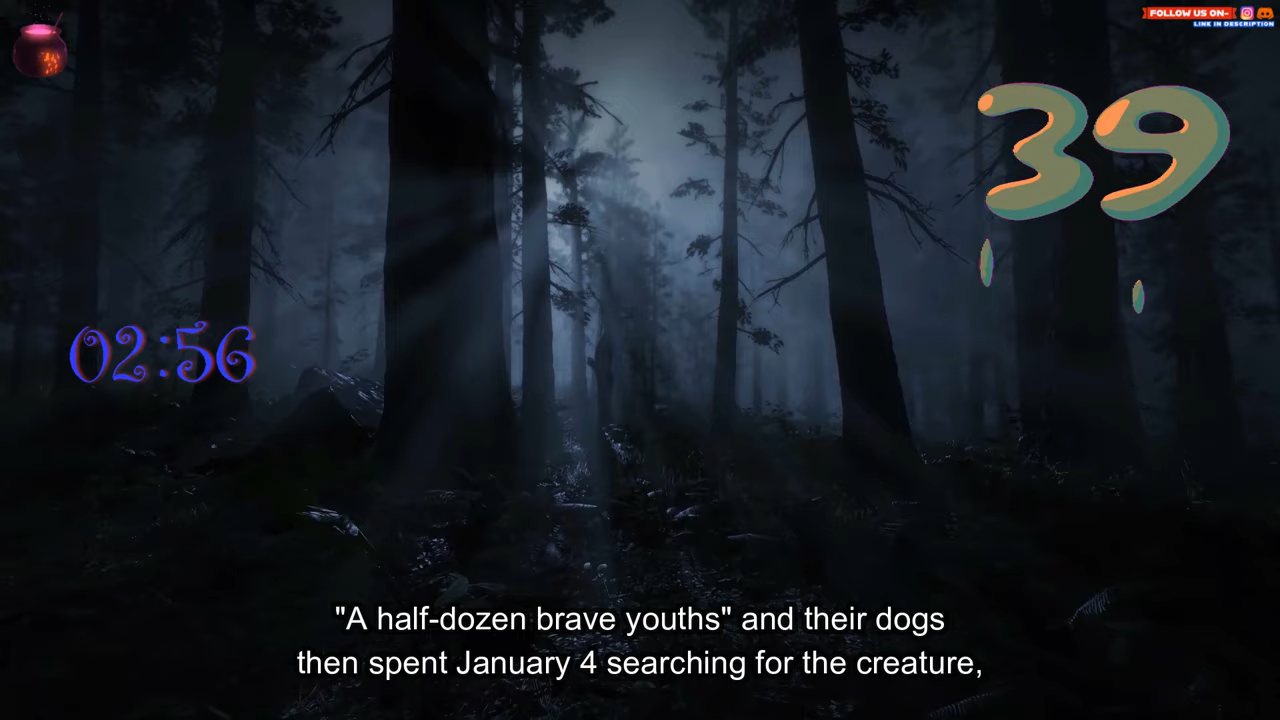 FOLLOW US ON-
LINK IN DESCRIPTION
39
02:56
"A half-dozen brave youths" and their dogs
then spent January 4 searching for the creature,